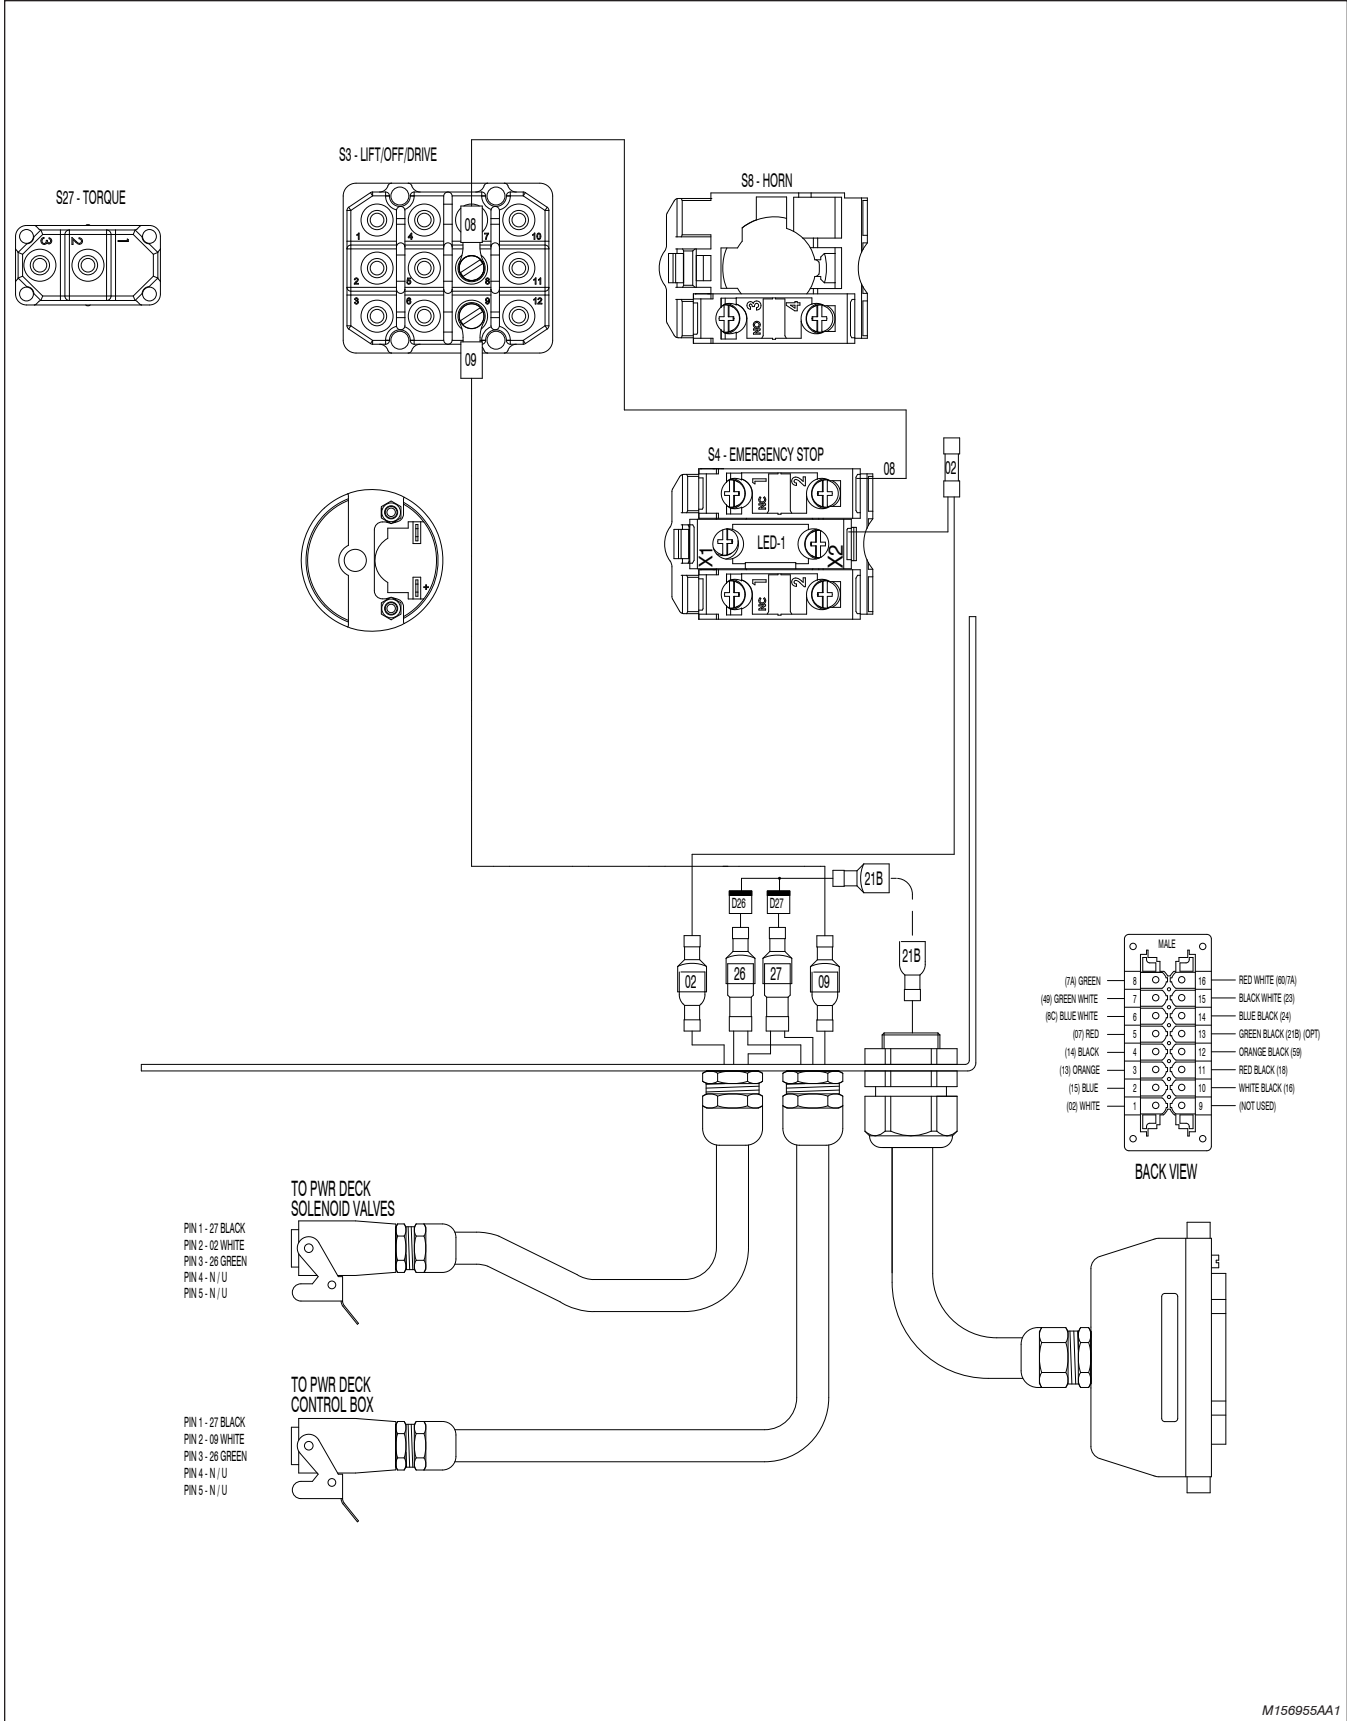 S3 - LIFT/OFF/DRIVE
S27 - TORQUE
S8 - HORN
3
2
1
1
4
08
7
10
2
5
8
11
3
6
9
12
09
3
4
NO
S4 - EMERGENCY STOP
08
02
1
2
NC
X1
LED-1
X2
1
2
NC
+
21B
D26
D27
02
26
27
09
21B
MALE
(7A) GREEN
8
16
RED WHITE (60/7A)
(49) GREEN WHITE
7
15
BLACK WHITE (23)
(8C) BLUE WHITE
6
14
BLUE BLACK (24)
(07) RED
5
13
GREEN BLACK (21B) (OPT)
(14) BLACK
4
12
ORANGE BLACK (59)
(13) ORANGE
3
11
RED BLACK (18)
(15) BLUE
2
10
WHITE BLACK (16)
(02) WHITE
1
9
(NOT USED)
BACK VIEW
TO PWR DECK
SOLENOID VALVES
PIN 1 - 27 BLACK
PIN 2 - 02 WHITE
PIN 3 - 26 GREEN
PIN 4 - N / U
PIN 5 - N / U
TO PWR DECK
CONTROL BOX
PIN 1 - 27 BLACK
PIN 2 - 09 WHITE
PIN 3 - 26 GREEN
PIN 4 - N / U
PIN 5 - N / U
M156955AA1